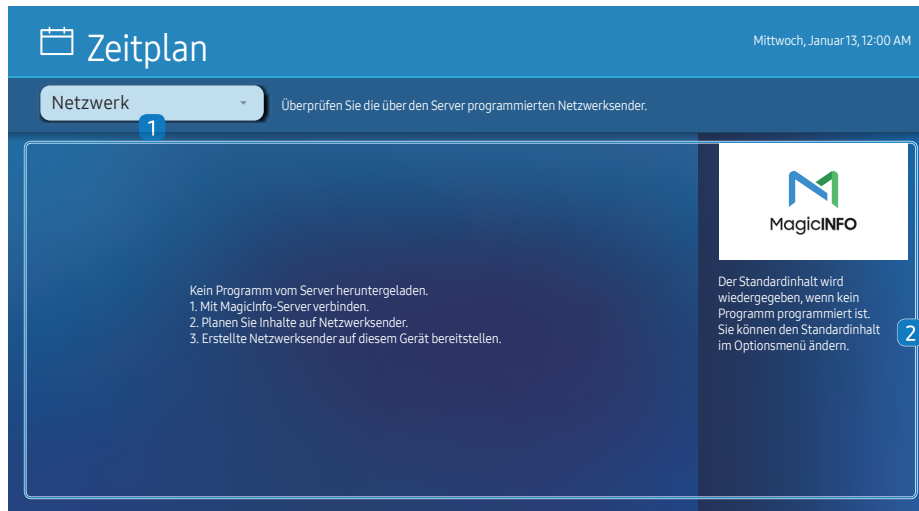 Zeitplan
Mittwoch, Januar 13, 12:00 AM
Netzwerk
Überprüfen Sie die über den Server programmierten Netzwerksender.
1
MagicINFO
Kein Programm vom Server heruntergeladen.
1. Mit MagicInfo-Server verbinden.
2. Planen Sie Inhalte auf Netzwerksender.
3. Erstellte Netzwerksender auf diesem Gerät bereitstellen.
Der Standardinhalt wird
wiedergegeben, wenn kein
Programm programmiert ist.
Sie können den Standardinhalt
im Optionsmenü ändern.
2